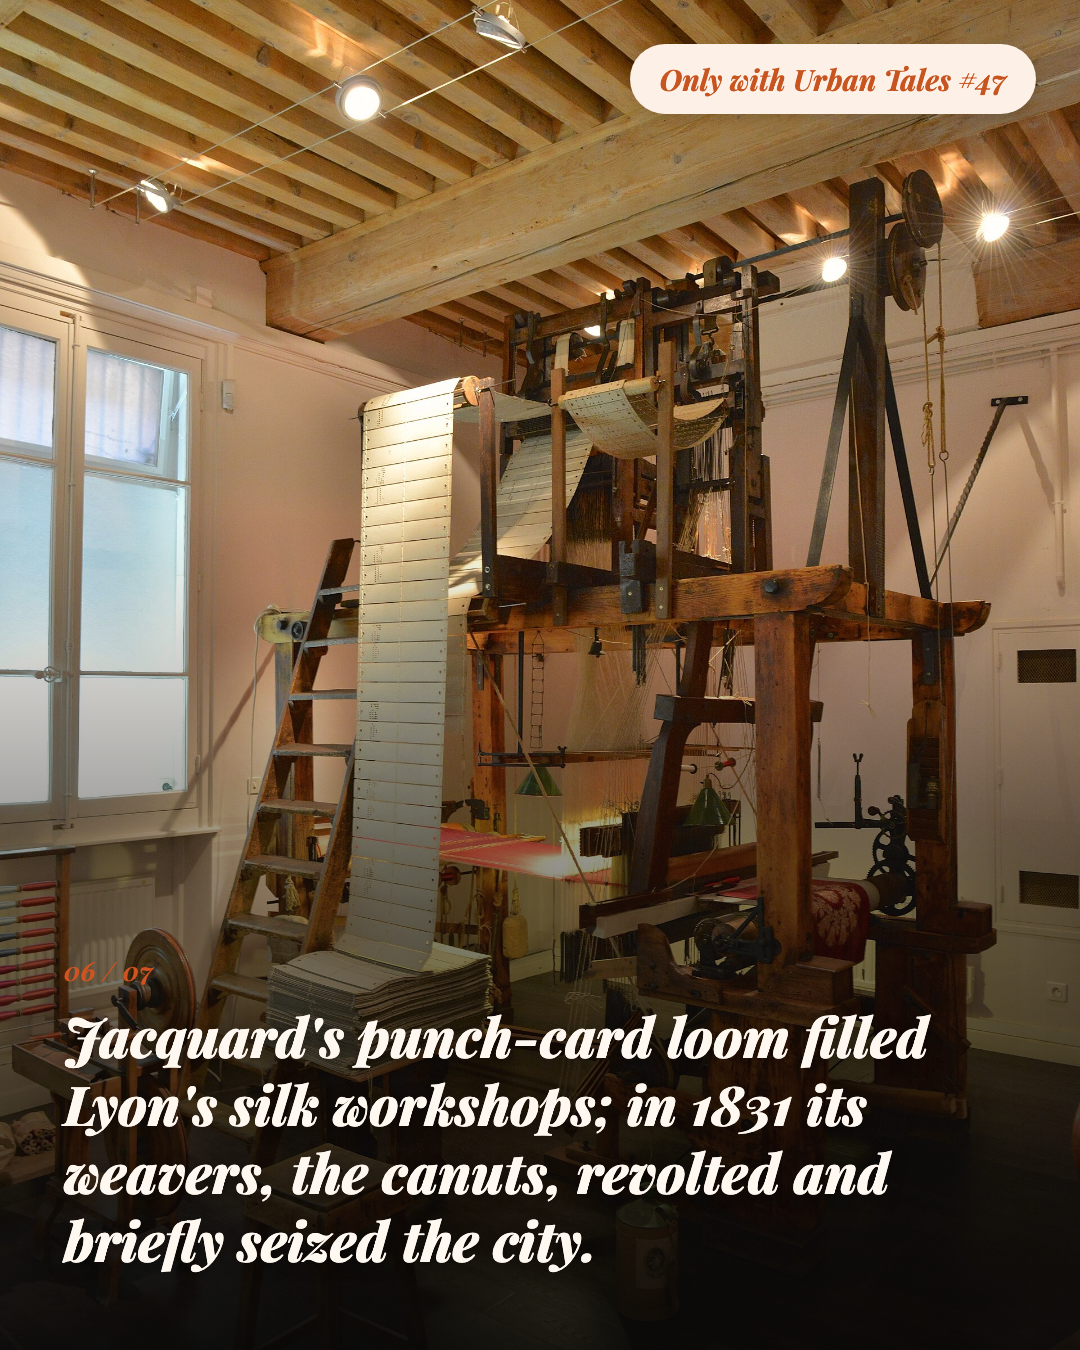 Only with Urban Tales #47
06 / 07
Jacquard's punch-card loom filled
Lyon's silk workshops; in 1831 its
weavers, the canuts, revolted and
briefly seized the city.